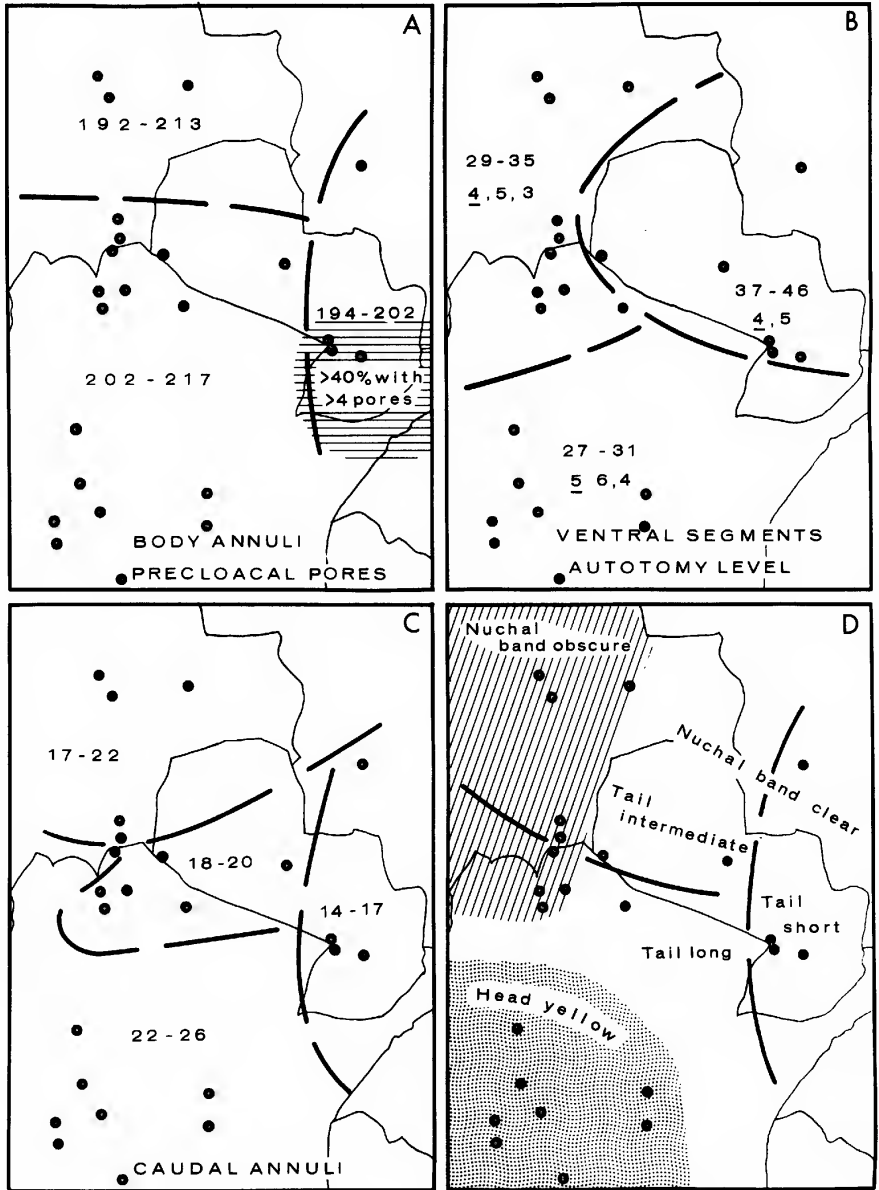 A
192-213
194-202
>40% with
>4 pores
202-217
BODY ANNULI
PRECLOACAL PORES
B
29-35
4, 5, 3
37-46
4, 5
27-31
5 6,4
VENTRAL SEGMENTS
AUTOTOMY LEVEL
C
17-22
18-20
14-17
22-26
CAUDAL ANNULI
D
Nuchal
band obscure
Nuchal band clear
Tail
intermediate
Tail
short
Tail long
Head yellow